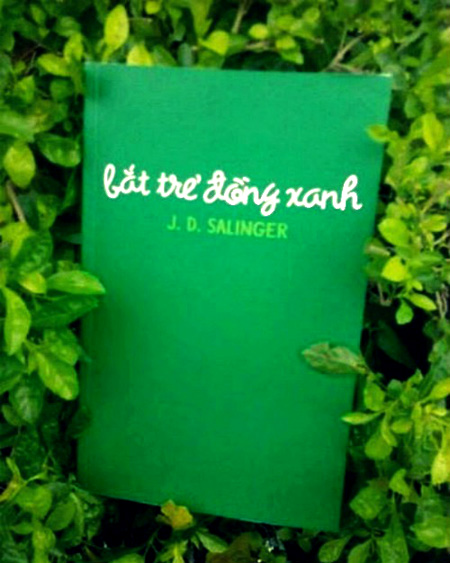 bắt trẻ đồng xanh
J. D. SALINGER